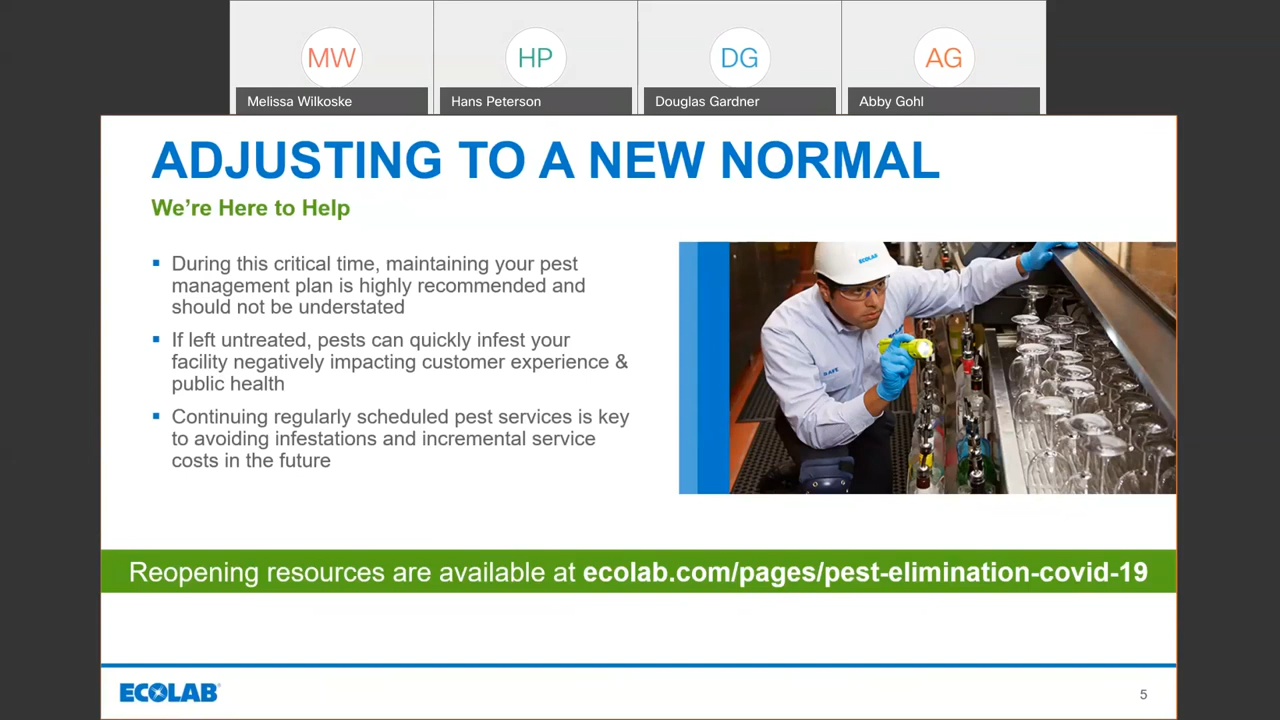 MW
HP
DG
AG
Melissa Wilkoske
Hans Peterson
Douglas Gardner
Abby Gohl
ADJUSTING TO A NEW NORMAL
We're Here to Help
During this critical time, maintaining your pest
management plan is highly recommended and
should not be understated
If left untreated, pests can quickly infest your
facility negatively impacting customer experience &
public health
Continuing regularly scheduled pest services is key
to avoiding infestations and incremental service
costs in the future
ECOLAB
Reopening resources are available at ecolab.com/pages/pest-elimination-covid-19
ECOLAB
5